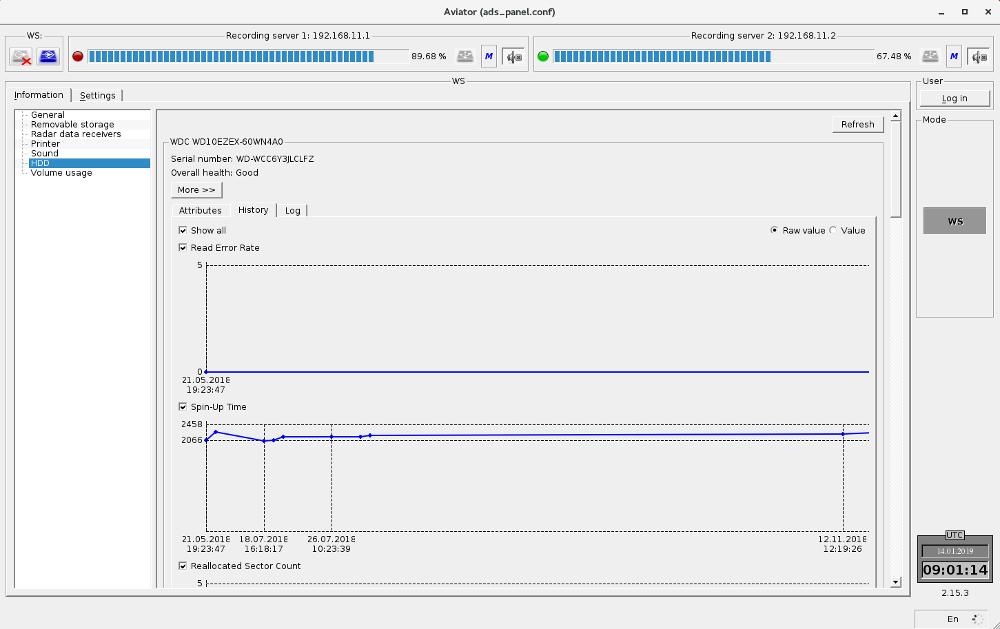 Aviator (ads_panel.conf)
WS:
Recording server 1: 192.168.11.1
89.68 %
M
Recording server 2: 192.168.11.2
67.48 %
M
WS
Information
Settings
General
Removable storage
Radar data receivers
Printer
Sound
HDD
Volume usage
Refresh
WDC WD10EZEX-60WN4A0
Serial number: WD-WCC6Y3JLCLFZ
Overall health: Good
More >>
Attributes
History
Log
Show all
Raw value
Value
Read Error Rate
5
0
21.05.2018
19:23:47
Spin-Up Time
2458
2066
21.05.2018
19:23:47
18.07.2018
16:18:17
26.07.2018
10:23:39
12.11.2018
12:19:26
Reallocated Sector Count
5
User
Log in
Mode
WS
UTC
14.01.2019
09:01:14
2.15.3
En